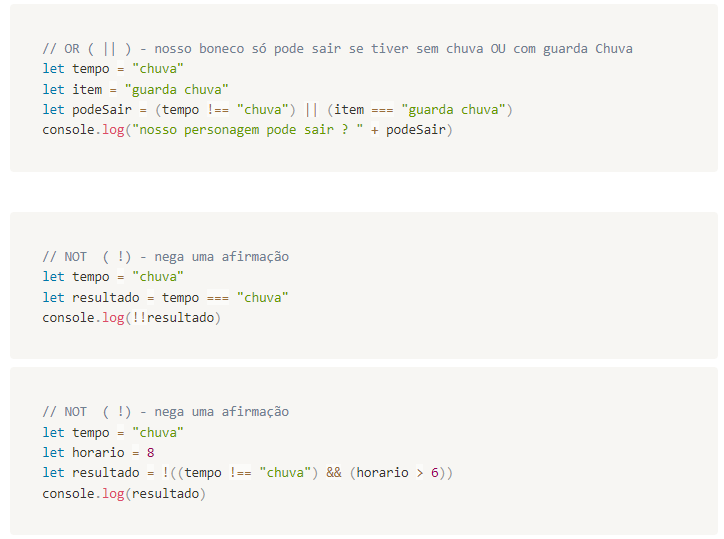 // OR ( || ) - nosso boneco só pode sair se tiver sem chuva OU com guarda Chuva
let tempo = "chuva"
let item = "guarda chuva"
let podeSair = (tempo !== "chuva") || (item === "guarda chuva")
console.log("nosso personagem pode sair ? " + podeSair)
// NOT  ( !) - nega uma afirmação
let tempo = "chuva"
let resultado = tempo === "chuva"
console.log(!!resultado)
// NOT  ( !) - nega uma afirmação
let tempo = "chuva"
let horario = 8
let resultado = !((tempo !== "chuva") && (horario > 6))
console.log(resultado)